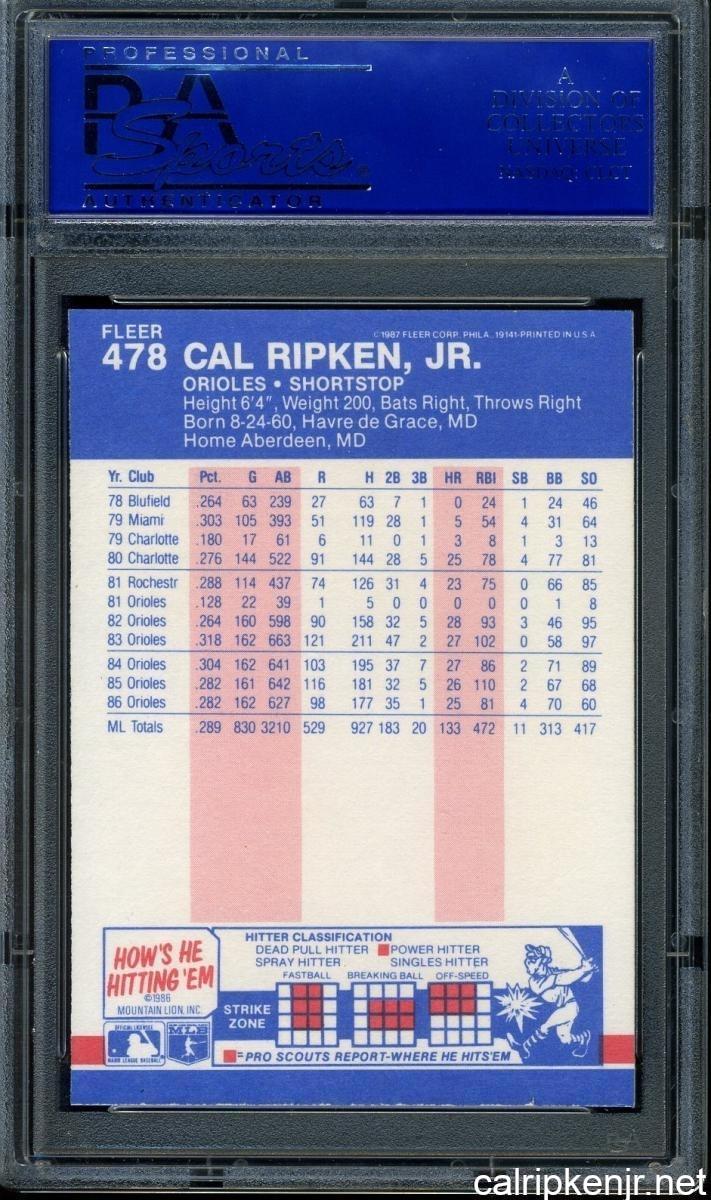 PROFESSIONAL
PSA
Sports
AUTHENTICATOR
A
DIVISION OF
COLLECTORS
UNIVERSE
NASDAQ: CLCT
FLEER
478 CAL RIPKEN, JR.
©1987 FLEER CORP. PHILA., 19141-PRINTED IN U S A
ORIOLES • SHORTSTOP
Height 6'4", Weight 200, Bats Right, Throws Right
Born 8-24-60, Havre de Grace, MD
Home Aberdeen, MD
Yr. Club Pct. G AB R H 2B 3B HR RBI SB BB SO
78 Blufield .264 63 239 27 63 7 1 0 24 1 24 46
79 Miami .303 105 393 51 119 28 1 5 54 4 31 64
79 Charlotte .180 17 61 6 11 0 1 3 8 1 3 13
80 Charlotte .276 144 522 91 144 28 5 25 78 4 77 81
81 Rochestr .288 114 437 74 126 31 4 23 75 0 66 85
81 Orioles .128 22 39 1 5 0 0 0 0 0 1 8
82 Orioles .264 160 598 90 158 32 5 28 93 3 46 95
83 Orioles .318 162 663 121 211 47 2 27 102 0 58 97
84 Orioles .304 162 641 103 195 37 7 27 86 2 71 89
85 Orioles .282 161 642 116 181 32 5 26 110 2 67 68
86 Orioles .282 162 627 98 177 35 1 25 81 4 70 60
ML Totals .289 830 3210 529 927 183 20 133 472 11 313 417
HOW'S HE
HITTING 'EM
©1986
MOUNTAIN LION, INC.
OFFICIAL LICENSEE
MAJOR LEAGUE BASEBALL
MLB
HITTER CLASSIFICATION
DEAD PULL HITTER POWER HITTER
SPRAY HITTER SINGLES HITTER
FASTBALL BREAKING BALL OFF-SPEED
STRIKE
ZONE
=PRO SCOUTS REPORT-WHERE HE HITS'EM
PSA
calripkenjr.net